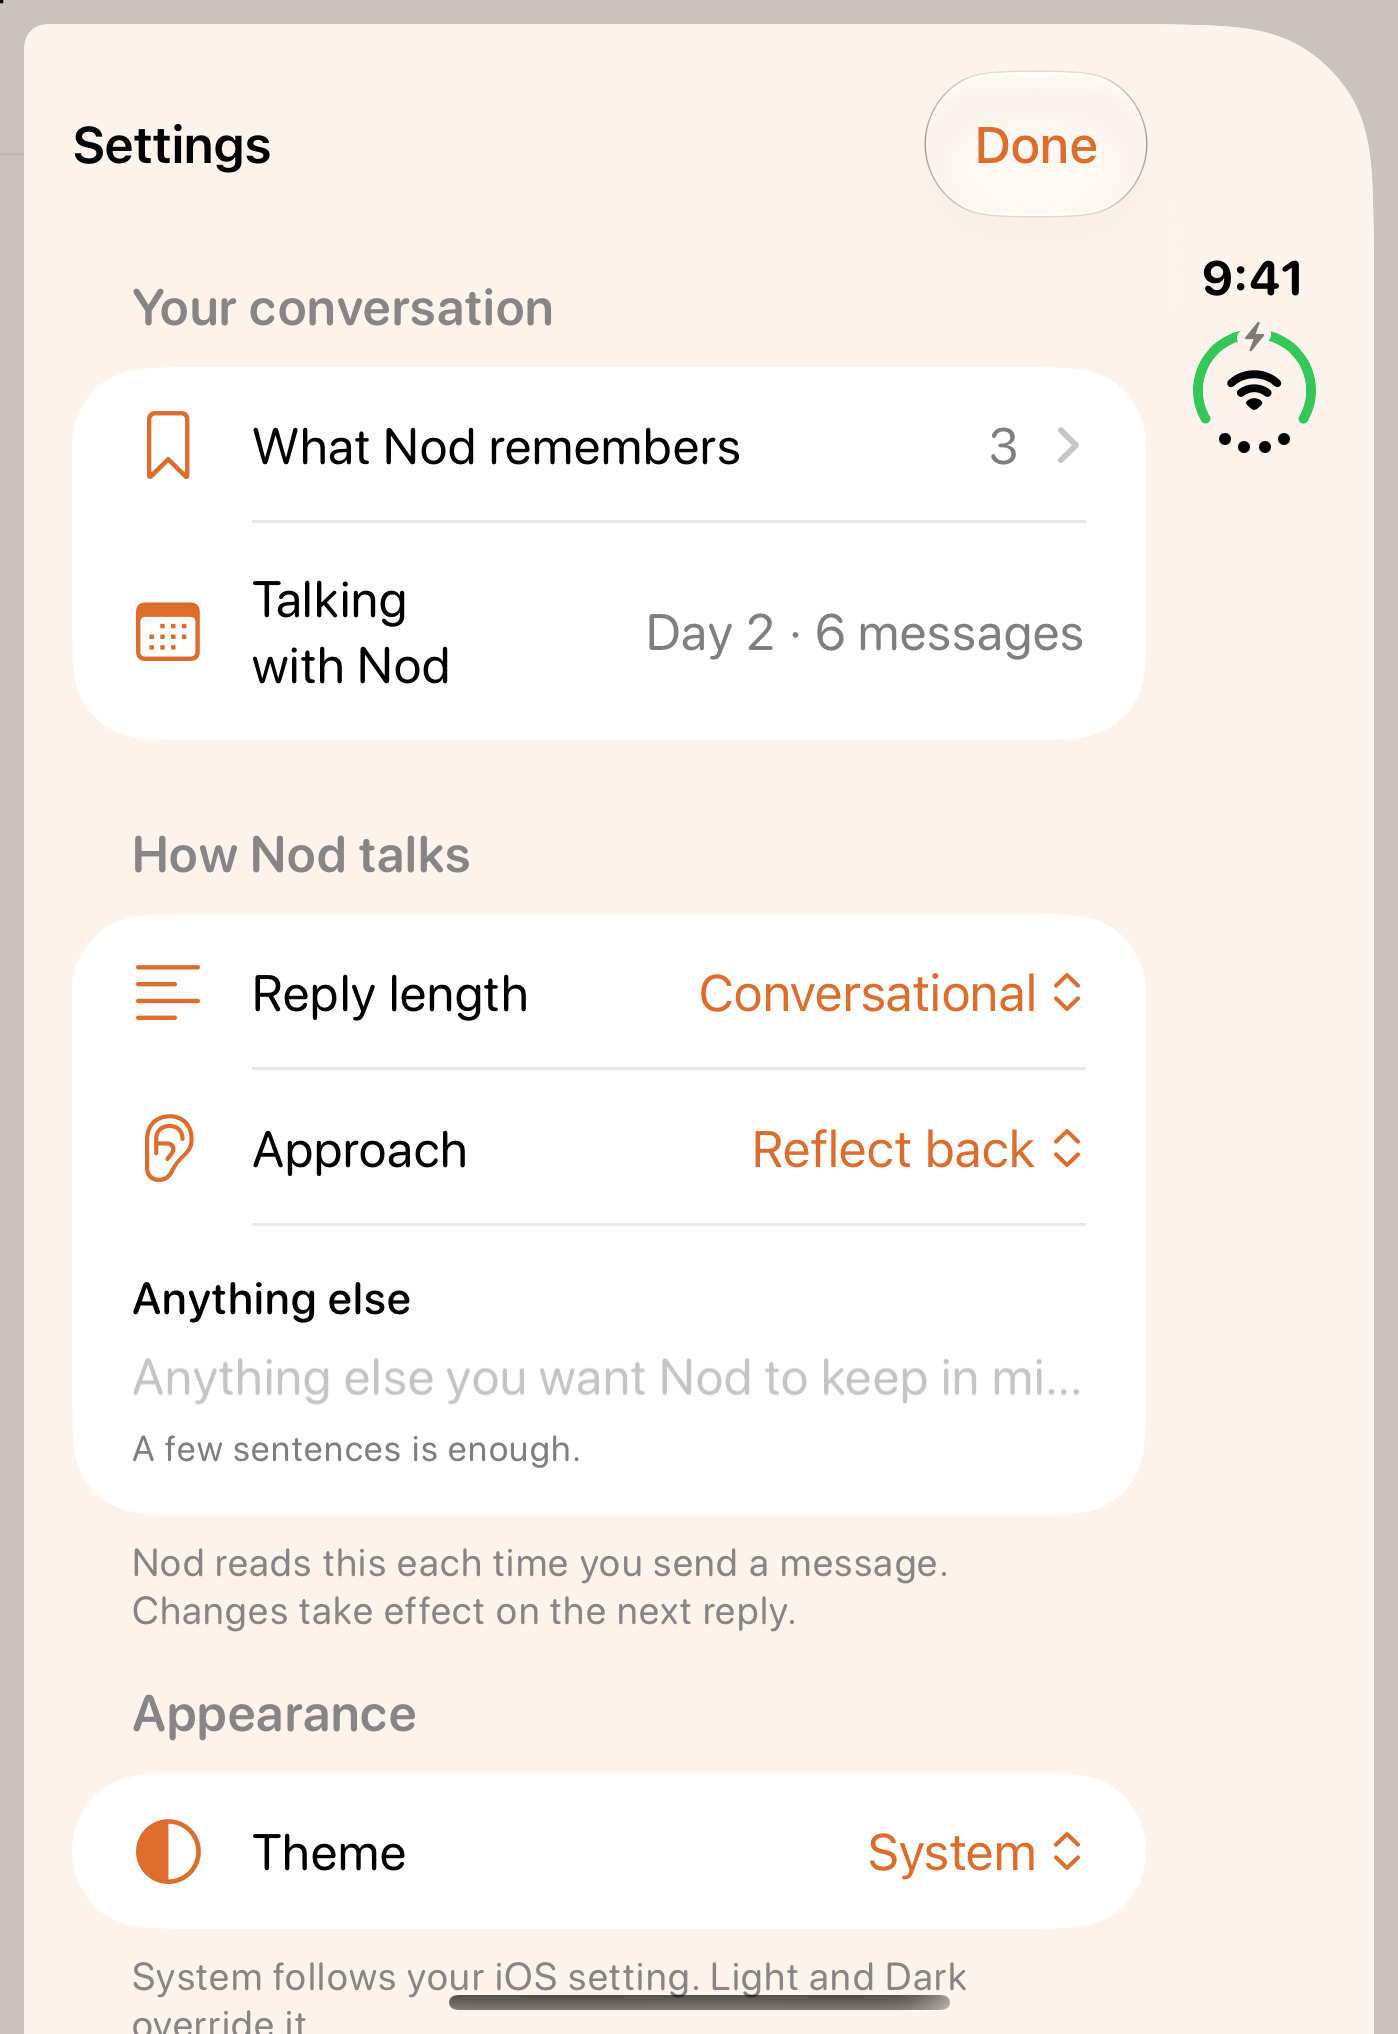 Settings
Done
9:41
Your conversation
What Nod remembers 3
Talking
with Nod
Day 2 · 6 messages
How Nod talks
Reply length Conversational
Approach Reflect back
Anything else
Anything else you want Nod to keep in mi...
A few sentences is enough.
Nod reads this each time you send a message.
Changes take effect on the next reply.
Appearance
Theme System
System follows your iOS setting. Light and Dark
override it